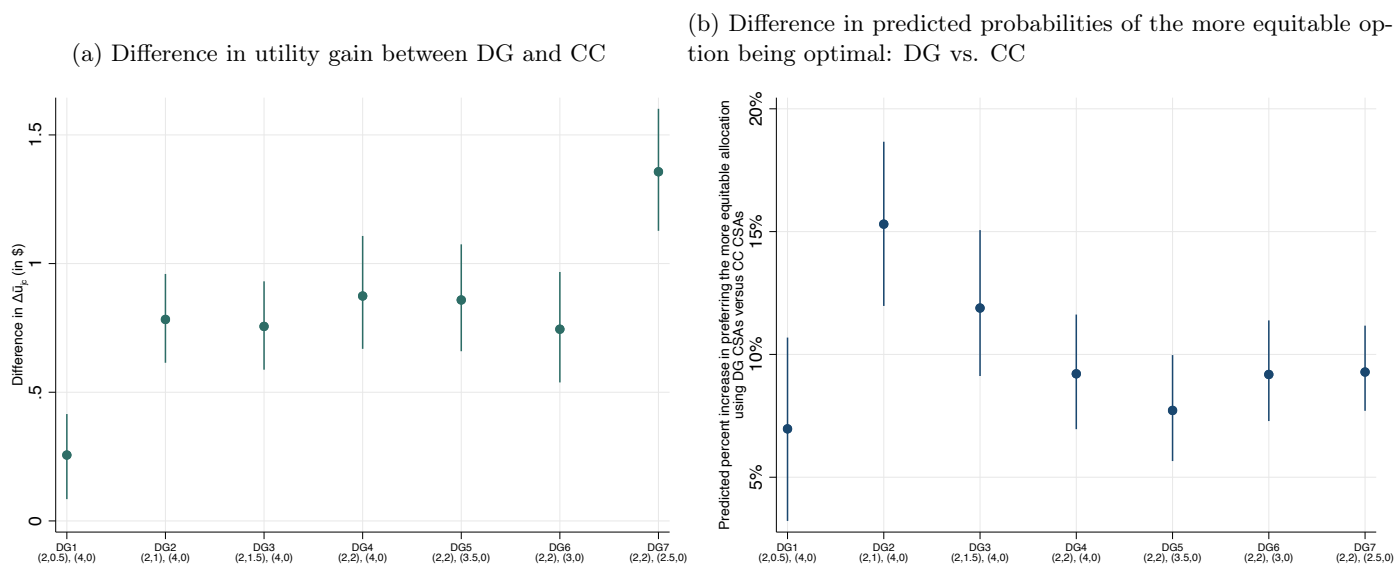 (a) Difference in utility gain between DG and CC
Difference in Δũjc (in $)
1.5
1
.5
0
DG1
(2,0.5), (4,0)
DG2
(2,1), (4,0)
DG3
(2,1.5), (4,0)
DG4
(2,2), (4,0)
DG5
(2,2), (3.5,0)
DG6
(2,2), (3,0)
DG7
(2,2), (2.5,0)
(b) Difference in predicted probabilities of the more equitable op-
tion being optimal: DG vs. CC
Predicted percent increase in preferring the more equitable allocation
using DG CSAs versus CC CSAs
20%
15%
10%
5%
DG1
(2,0.5), (4,0)
DG2
(2,1), (4,0)
DG3
(2,1.5), (4,0)
DG4
(2,2), (4,0)
DG5
(2,2), (3.5,0)
DG6
(2,2), (3,0)
DG7
(2,2), (2.5,0)